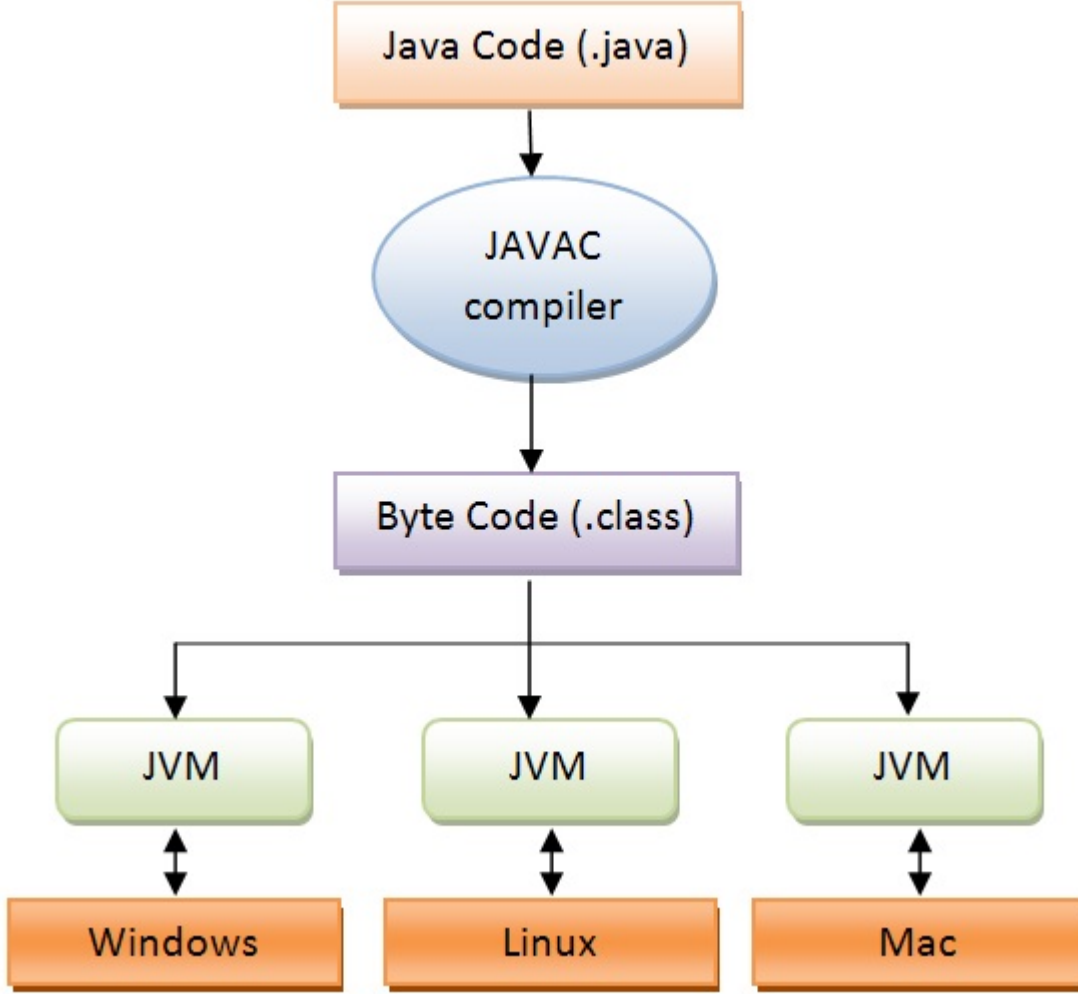 Java Code (.java)
JAVAC
compiler
Byte Code (.class)
JVM
JVM
JVM
Windows
Linux
Mac